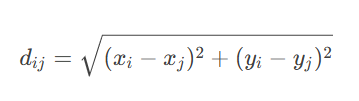 d_{ij} = \sqrt{(x_i - x_j)^2 + (y_i - y_j)^2}